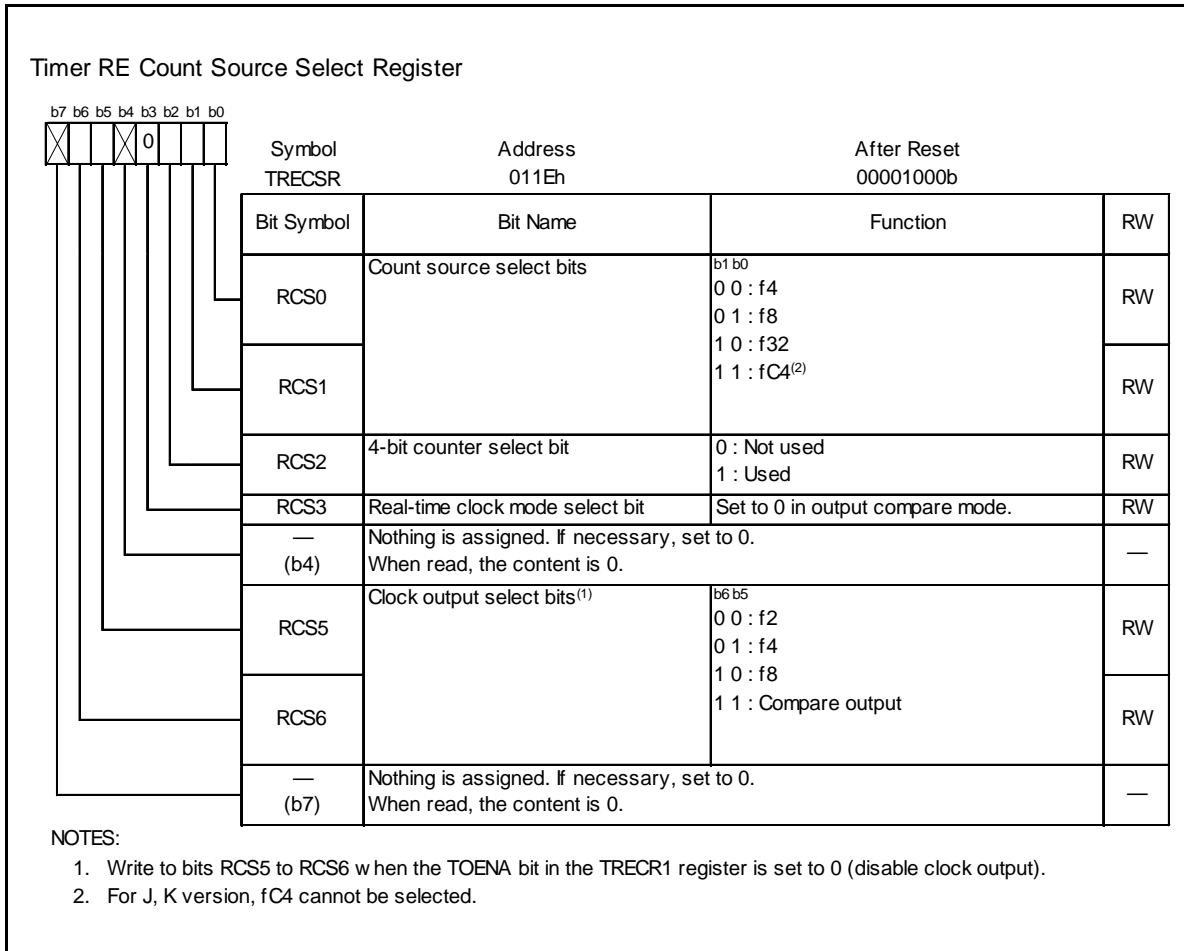 Timer RE Count Source Select Register
b7 b6 b5 b4 b3 b2 b1 b0
0
Symbol Address After Reset
TRECSR 011Eh 00001000b
Bit Symbol Bit Name Function RW
RCS0 Count source select bits b1 b0 RW
0 0 : f4
0 1 : f8
1 0 : f32
RCS1 1 1 : fC4(2) RW
RCS2 4-bit counter select bit 0 : Not used RW
1 : Used
RCS3 Real-time clock mode select bit Set to 0 in output compare mode. RW
— Nothing is assigned. If necessary, set to 0. —
(b4) When read, the content is 0.
RCS5 Clock output select bits(1) b6 b5 RW
0 0 : f2
0 1 : f4
1 0 : f8
RCS6 1 1 : Compare output RW
— Nothing is assigned. If necessary, set to 0. —
(b7) When read, the content is 0.
NOTES:
1. Write to bits RCS5 to RCS6 when the TOENA bit in the TRECR1 register is set to 0 (disable clock output).
2. For J, K version, fC4 cannot be selected.